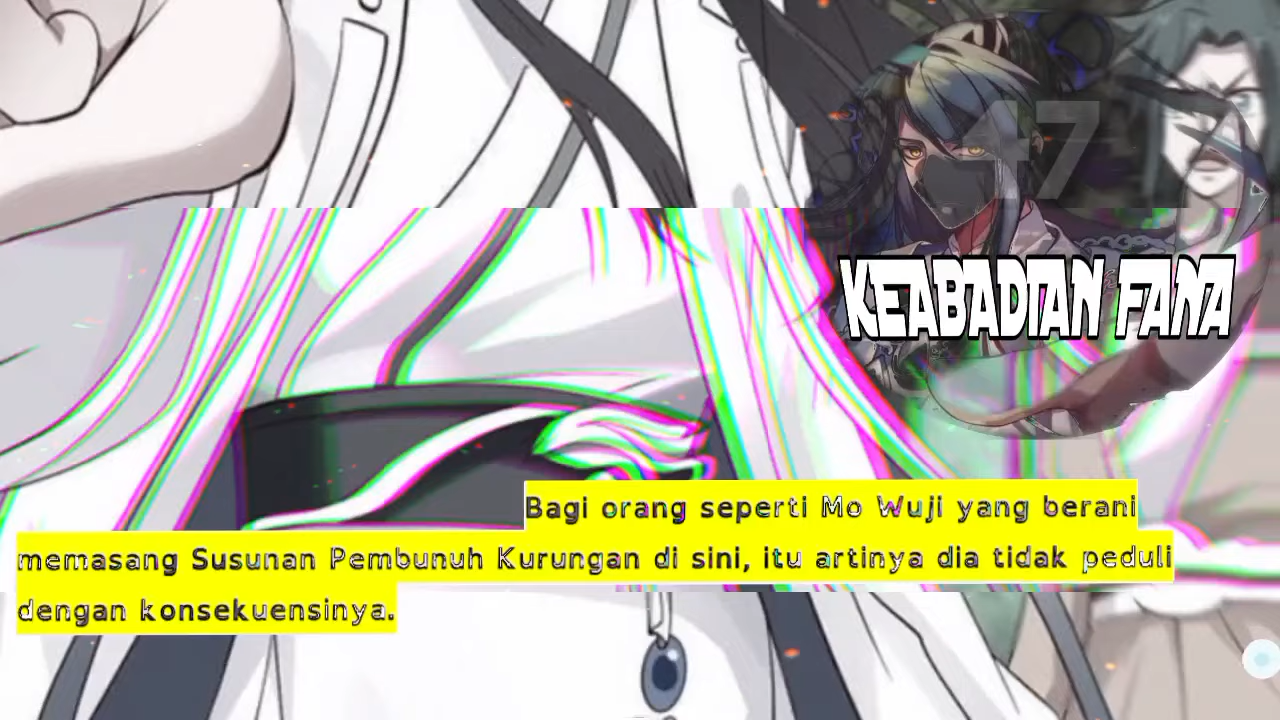 47
KEABADIAN FANA
Bagi orang seperti Mo Wuji yang berani
memasang Susunan Pembunuh Kurungan di sini, itu artinya dia tidak peduli
dengan konsekuensinya.